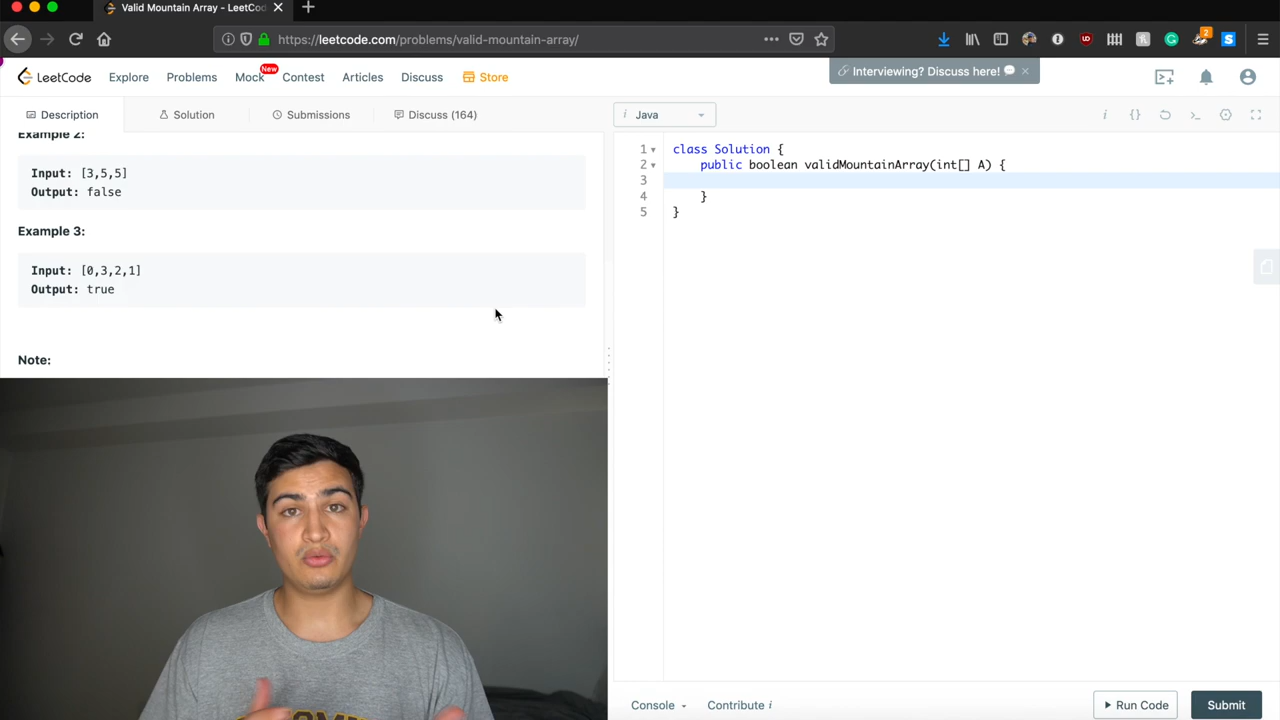 Valid Mountain Array - LeetCod
https://leetcode.com/problems/valid-mountain-array/
2
LeetCode
Explore
Problems
Mock
New
Contest
Articles
Discuss
Store
Interviewing? Discuss here!
Description
Solution
Submissions
Discuss (164)
Example 2:
Input: [3,5,5]
Output: false
Example 3:
Input: [0,3,2,1]
Output: true
Note:
i Java
1 class Solution {
2 public boolean validMountainArray(int[] A) {
3
4 }
5 }
Console
Contribute i
Run Code
Submit